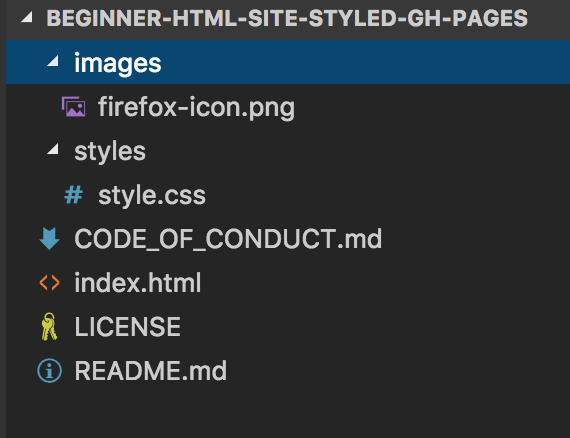 BEGINNER-HTML-SITE-STYLED-GH-PAGES
images
firefox-icon.png
styles
# style.css
CODE_OF_CONDUCT.md
<> index.html
LICENSE
README.md